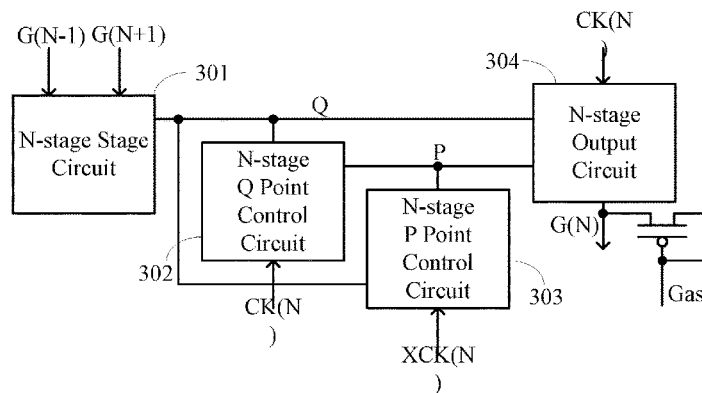 G(N-1) G(N+1)
301
N-stage Stage
Circuit
Q
CK(N
)
304
N-stage
Output
Circuit
N-stage
Q Point
Control
Circuit
302
CK(N
)
P
N-stage
P Point
Control
Circuit
303
XCK(N
)
G(N)
Gas